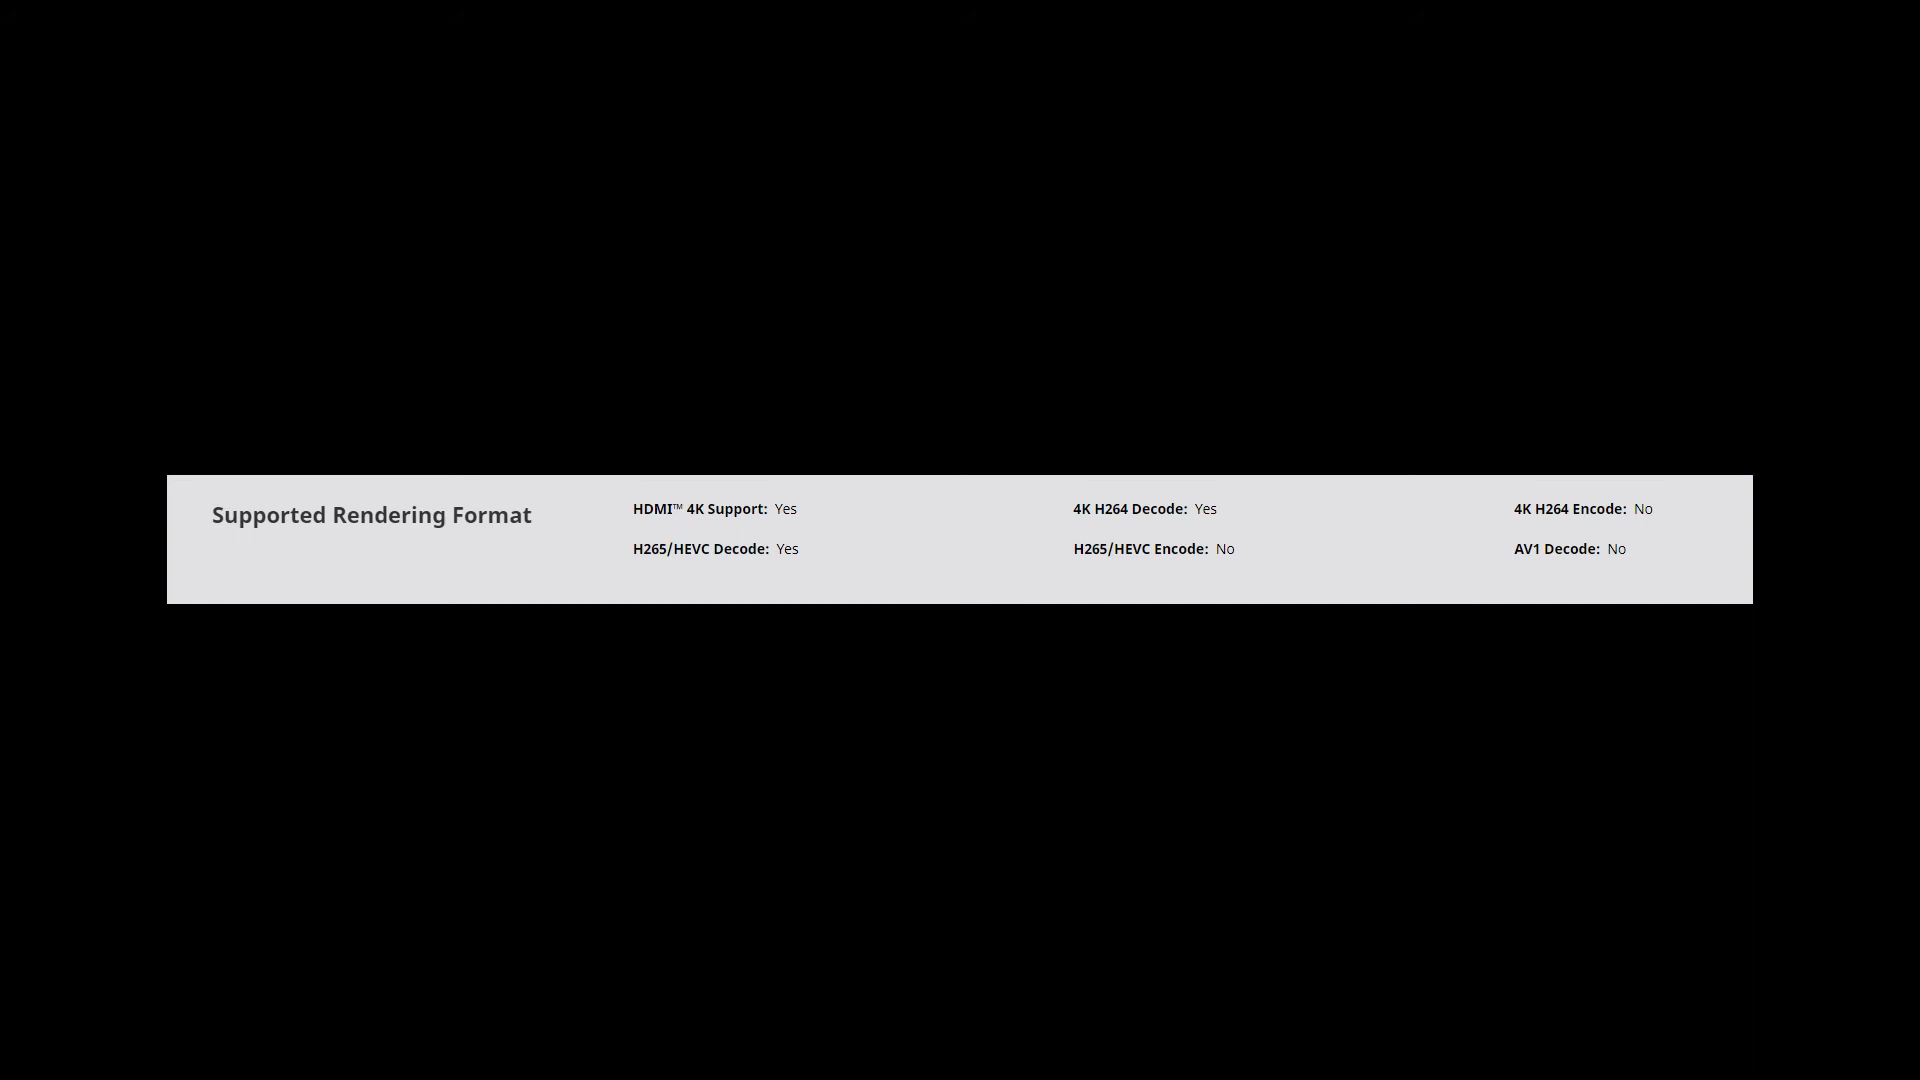 Supported Rendering Format
HDMI™ 4K Support: Yes
4K H264 Decode: Yes
4K H264 Encode: No
H265/HEVC Decode: Yes
H265/HEVC Encode: No
AV1 Decode: No